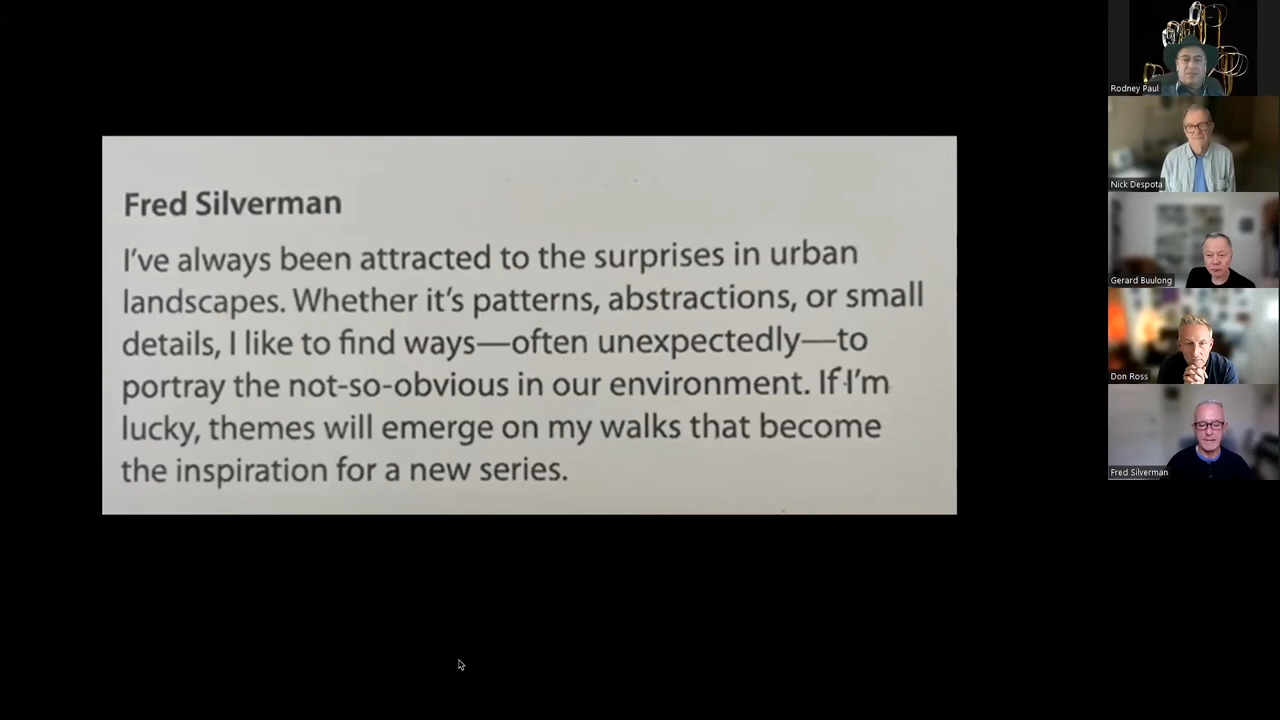 Fred Silverman
I've always been attracted to the surprises in urban
landscapes. Whether it's patterns, abstractions, or small
details, I like to find ways—often unexpectedly—to
portray the not-so-obvious in our environment. If I'm
lucky, themes will emerge on my walks that become
the inspiration for a new series.
Rodney Paul
Nick Despota
Gerard Buulong
Don Ross
Fred Silverman